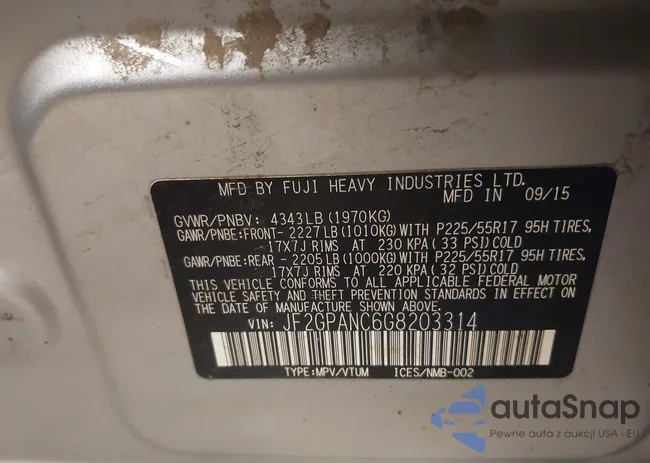 MFD BY FUJI HEAVY INDUSTRIES LTD.
MFD IN 09/15
GVWR/PNBV: 4343LB(1970KG)
GAWR/PNBE:FRONT- 2227LB(1010KG)WITH P225/55R17 95H TIRES,
17X7J RIMS AT 230 KPA(33 PSI)COLD
GAWR/PNBE:REAR - 2205LB(1000KG)WITH P225/55R17 95H TIRES,
17X7J RIMS AT 220 KPA(32 PSI)COLD
THIS VEHICLE CONFORMS TO ALL APPLICABLE FEDERAL MOTOR
VEHICLE SAFETY AND THEFT PREVENTION STANDARDS IN EFFECT ON
THE DATE OF MANUFACTURE SHOWN ABOVE.
VIN: JF2GPANC6G8203314
TYPE:MPV/VTUM ICES/NMB-002
autaSnap
Pewne auta z aukcji USA i EU